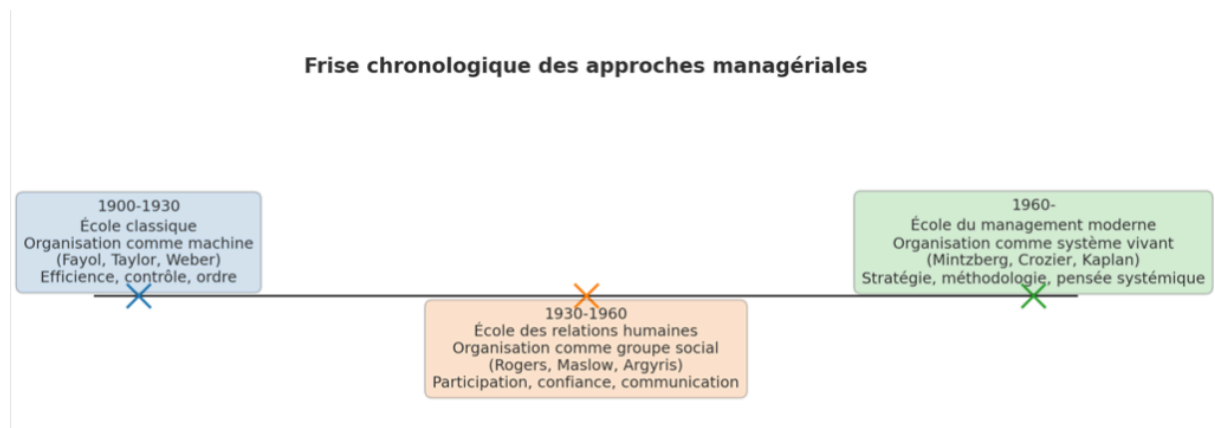 Frise chronologique des approches managériales
1900-1930
École classique
Organisation comme machine
(Fayol, Taylor, Weber)
Efficience, contrôle, ordre
1930-1960
École des relations humaines
Organisation comme groupe social
(Rogers, Maslow, Argyris)
Participation, confiance, communication
1960-
École du management moderne
Organisation comme système vivant
(Mintzberg, Crozier, Kaplan)
Stratégie, méthodologie, pensée systémique